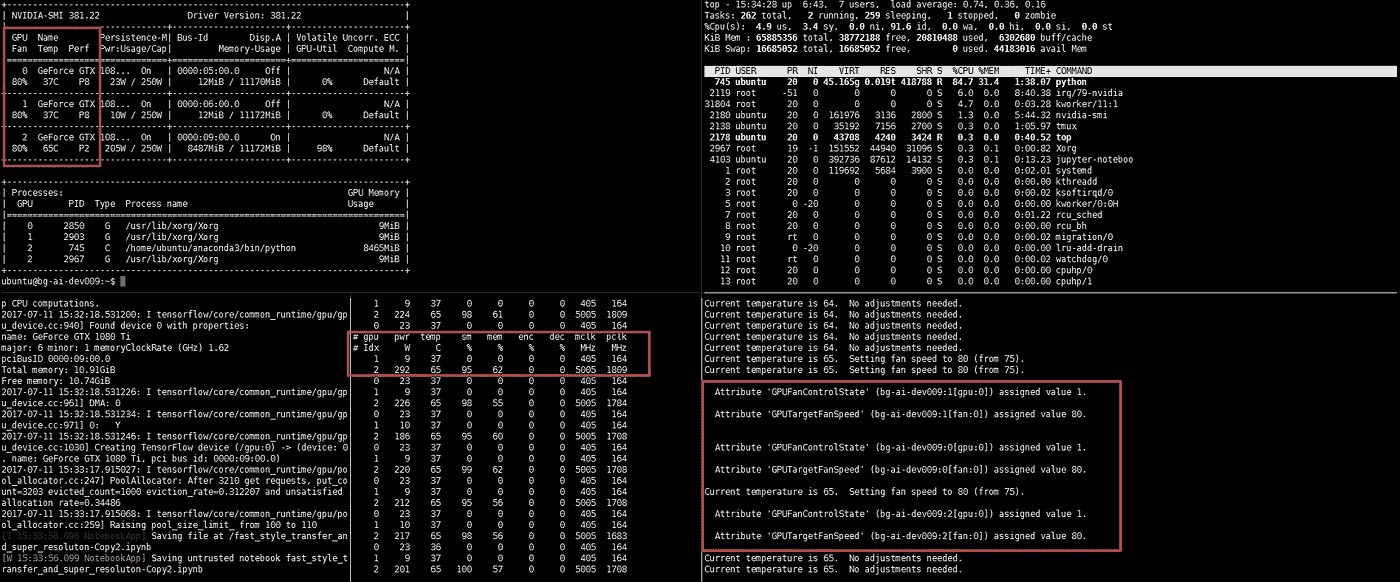 NVIDIA-SMI 381.22 Driver Version: 381.22
GPU Name Persistence-M| Bus-Id Disp.A | Volatile Uncorr. ECC
Fan Temp Perf Pwr:Usage/Cap| Memory-Usage | GPU-Util Compute M.
0 GeForce GTX 108... On | 0000:05:00.0 Off | N/A
80% 37C P8 23W / 250W | 12MiB / 11170MiB | 0% Default
1 GeForce GTX 108... On | 0000:06:00.0 Off | N/A
80% 37C P8 10W / 250W | 12MiB / 11172MiB | 0% Default
2 GeForce GTX 108... On | 0000:09:00.0 Off | N/A
80% 65C P2 205W / 250W | 8487MiB / 11172MiB | 98% Default
Processes: GPU Memory
GPU PID Type Process name Usage
0 2850 G /usr/lib/xorg/Xorg 9MiB
1 2903 G /usr/lib/xorg/Xorg 9MiB
2 745 C /home/ubuntu/anaconda3/bin/python 8465MiB
2 2967 G /usr/lib/xorg/Xorg 9MiB
ubuntu@bg-ai-dev009:~$
top - 15:34:28 up 6:43, 7 users, load average: 0.74, 0.36, 0.16
Tasks: 262 total, 2 running, 259 sleeping, 1 stopped, 0 zombie
%Cpu(s): 4.9 us, 3.4 sy, 0.0 ni, 91.6 id, 0.0 wa, 0.0 hi, 0.0 si, 0.0 st
KiB Mem : 65885356 total, 38772188 free, 20810488 used, 6302680 buff/cache
KiB Swap: 16685052 total, 16685052 free, 0 used. 44183016 avail Mem
PID USER PR NI VIRT RES SHR S %CPU %MEM TIME+ COMMAND
745 ubuntu 20 0 45.165g 0.019t 418788 R 84.7 31.4 1:38.07 python
2119 root -51 0 0 0 0 S 6.0 0.0 8:40.38 irq/79-nvidia
31804 root 20 0 0 0 0 S 4.7 0.0 0:03.28 kworker/11:1
2180 root 20 0 161976 3136 2800 S 1.3 0.0 5:44.32 nvidia-smi
2138 ubuntu 20 0 35192 7156 2700 S 0.3 0.0 1:05.97 tmux
2178 ubuntu 20 0 43708 4240 3424 R 0.3 0.0 0:40.52 top
2967 root 19 -1 151552 44940 31096 S 0.3 0.1 0:00.82 Xorg
4103 ubuntu 20 0 392736 87612 14132 S 0.3 0.1 0:13.23 jupyter-noteboo
1 root 20 0 119692 5684 3900 S 0.0 0.0 0:02.01 systemd
2 root 20 0 0 0 0 S 0.0 0.0 0:00.00 kthreadd
3 root 20 0 0 0 0 S 0.0 0.0 0:00.02 ksoftirqd/0
5 root 0 -20 0 0 0 S 0.0 0.0 0:00.00 kworker/0:0H
7 root 20 0 0 0 0 S 0.0 0.0 0:01.22 rcu_sched
8 root 20 0 0 0 0 S 0.0 0.0 0:00.00 rcu_bh
9 root rt 0 0 0 0 S 0.0 0.0 0:00.02 migration/0
10 root 0 -20 0 0 0 S 0.0 0.0 0:00.00 lru-add-drain
11 root rt 0 0 0 0 S 0.0 0.0 0:00.02 watchdog/0
12 root 20 0 0 0 0 S 0.0 0.0 0:00.00 cpuhp/0
13 root 20 0 0 0 0 S 0.0 0.0 0:00.00 cpuhp/1
p CPU computations.
2017-07-11 15:32:18.531200: I tensorflow/core/common_runtime/gpu/gp
u_device.cc:940] Found device 0 with properties:
name: GeForce GTX 1080 Ti
major: 6 minor: 1 memoryClockRate (GHz) 1.62
pciBusID 0000:09:00.0
Total memory: 10.91GiB
Free memory: 10.74GiB
2017-07-11 15:32:18.531226: I tensorflow/core/common_runtime/gpu/gp
u_device.cc:961] DMA: 0
2017-07-11 15:32:18.531234: I tensorflow/core/common_runtime/gpu/gp
u_device.cc:971] 0: Y
2017-07-11 15:32:18.531246: I tensorflow/core/common_runtime/gpu/gp
u_device.cc:1030] Creating TensorFlow device (/gpu:0) -> (device: 0
, name: GeForce GTX 1080 Ti, pci bus id: 0000:09:00.0)
2017-07-11 15:33:17.915027: I tensorflow/core/common_runtime/gpu/po
ol_allocator.cc:247] PoolAllocator: After 3210 get requests, put_co
unt=3203 evicted_count=1000 eviction_rate=0.312207 and unsatisfied
allocation rate=0.34486
2017-07-11 15:33:17.915068: I tensorflow/core/common_runtime/gpu/po
ol_allocator.cc:259] Raising pool_size_limit_ from 100 to 110
[I 15:33:56.098 NotebookApp] Saving file at /fast_style_transfer_an
d_super_resoluton-Copy2.ipynb
[W 15:33:56.099 NotebookApp] Saving untrusted notebook fast_style_t
ransfer_and_super_resoluton-Copy2.ipynb
1 9 37 0 0 0 0 405 164
2 224 65 98 61 0 0 5005 1809
0 23 37 0 0 0 0 405 164
# gpu pwr temp sm mem enc dec mclk pclk
# Idx W C % % % % MHz MHz
1 9 37 0 0 0 0 405 164
2 292 65 95 62 0 0 5005 1809
0 23 37 0 0 0 0 405 164
1 9 37 0 0 0 0 405 164
2 226 65 98 55 0 0 5005 1784
0 23 37 0 0 0 0 405 164
1 10 37 0 0 0 0 405 164
2 186 65 95 60 0 0 5005 1708
0 23 37 0 0 0 0 405 164
1 9 37 0 0 0 0 405 164
2 220 65 99 62 0 0 5005 1708
0 23 37 0 0 0 0 405 164
1 9 37 0 0 0 0 405 164
2 212 65 95 56 0 0 5005 1708
0 23 37 0 0 0 0 405 164
1 10 37 0 0 0 0 405 164
2 217 65 98 56 0 0 5005 1683
0 23 36 0 0 0 0 405 164
1 9 37 0 0 0 0 405 164
2 201 65 100 57 0 0 5005 1708
Current temperature is 64. No adjustments needed.
Current temperature is 64. No adjustments needed.
Current temperature is 64. No adjustments needed.
Current temperature is 64. No adjustments needed.
Current temperature is 64. No adjustments needed.
Current temperature is 65. Setting fan speed to 80 (from 75).
Current temperature is 65. Setting fan speed to 80 (from 75).
Attribute 'GPUFanControlState' (bg-ai-dev009:1[gpu:0]) assigned value 1.
Attribute 'GPUTargetFanSpeed' (bg-ai-dev009:1[fan:0]) assigned value 80.
Attribute 'GPUFanControlState' (bg-ai-dev009:0[gpu:0]) assigned value 1.
Attribute 'GPUTargetFanSpeed' (bg-ai-dev009:0[fan:0]) assigned value 80.
Current temperature is 65. Setting fan speed to 80 (from 75).
Attribute 'GPUFanControlState' (bg-ai-dev009:2[gpu:0]) assigned value 1.
Attribute 'GPUTargetFanSpeed' (bg-ai-dev009:2[fan:0]) assigned value 80.
Current temperature is 65. No adjustments needed.
Current temperature is 65. No adjustments needed.